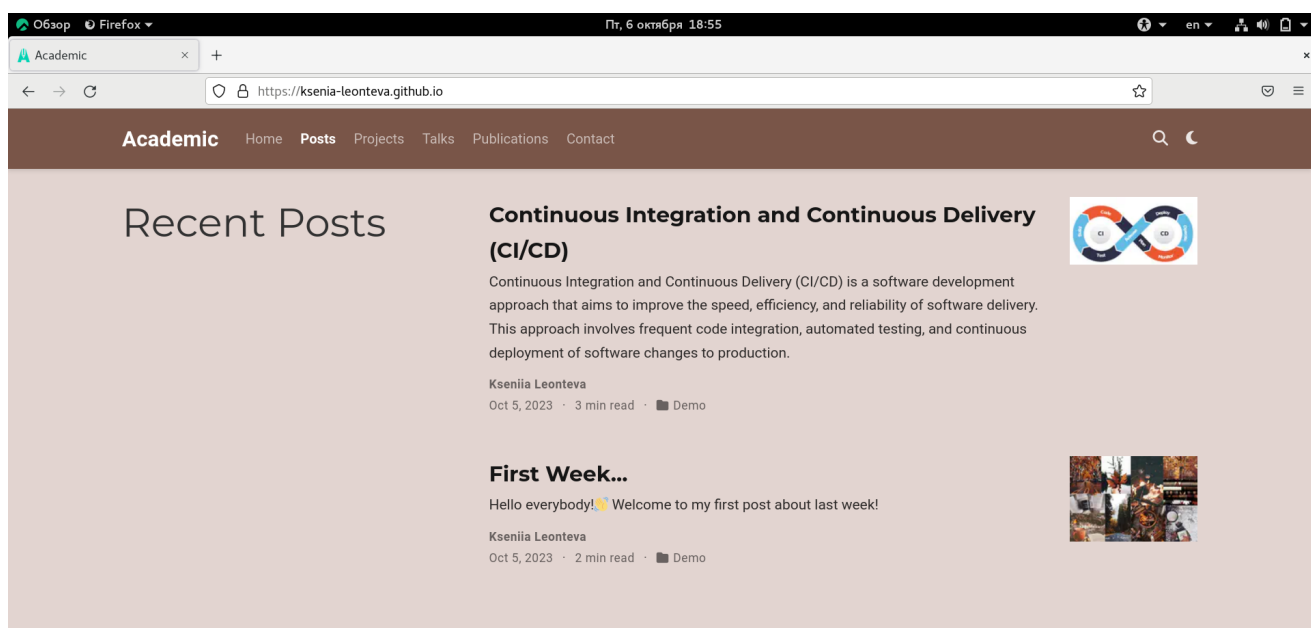 Обзор Firefox Пт, 6 октября 18:55 en
Academic
https://ksenia-leonteva.github.io
Academic Home Posts Projects Talks Publications Contact
Recent Posts
Continuous Integration and Continuous Delivery
(CI/CD)
Continuous Integration and Continuous Delivery (CI/CD) is a software development
approach that aims to improve the speed, efficiency, and reliability of software delivery.
This approach involves frequent code integration, automated testing, and continuous
deployment of software changes to production.
Kseniia Leonteva
Oct 5, 2023 · 3 min read · Demo
CI CD
First Week...
Hello everybody!👋 Welcome to my first post about last week!
Kseniia Leonteva
Oct 5, 2023 · 2 min read · Demo